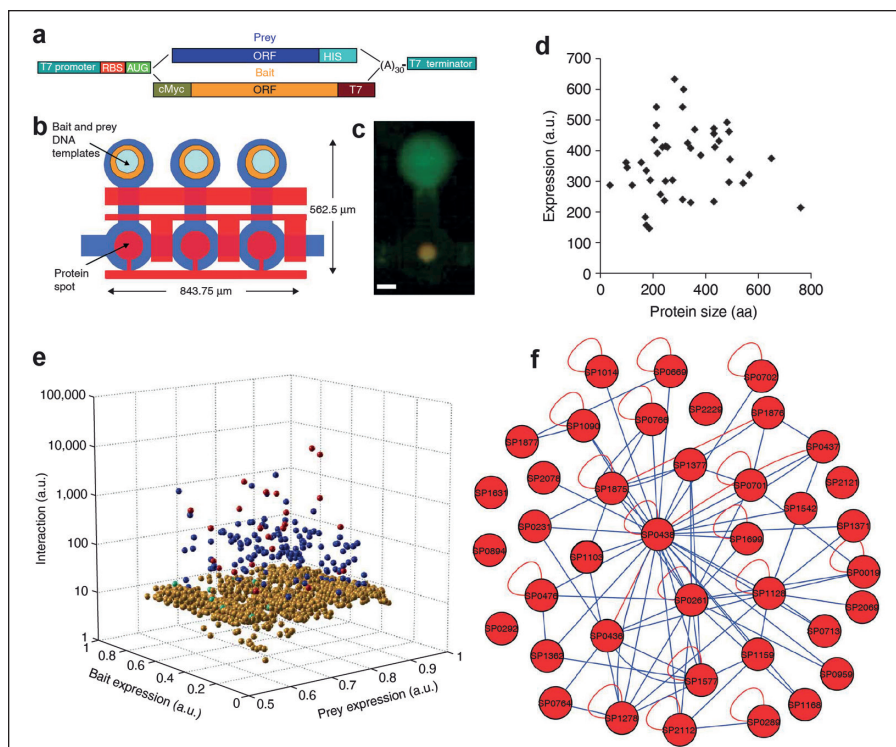 a
Prey
ORF
HIS
T7 promoter
RBS
AUG
(A)30-
T7 terminator
Bait
cMyc
ORF
T7
b
Bait and prey
DNA
templates
562.5 µm
Protein
spot
843.75 µm
c
d
700
600
500
400
300
200
100
0
Expression (a.u.)
0 200 400 600 800
Protein size (aa)
e
100,000
10,000
1,000
100
10
1
Interaction (a.u.)
0.8
0.6
0.4
0.2
0
Bait expression (a.u.)
0.5
0.6
0.7
0.8
0.9
1
Prey expression (a.u.)
f
SP1014
SP0669
SP0702
SP2229
SP1876
SP1090
SP0766
SP0437
SP1877
SP1377
SP2078
SP1875
SP0701
SP2121
SP1631
SP1542
SP0231
SP0438
SP1371
SP1699
SP0894
SP1103
SP0019
SP0476
SP0261
SP1128
SP2069
SP0292
SP0436
SP0713
SP1362
SP1159
SP1577
SP0959
SP0764
SP1278
SP1168
SP2112
SP0289